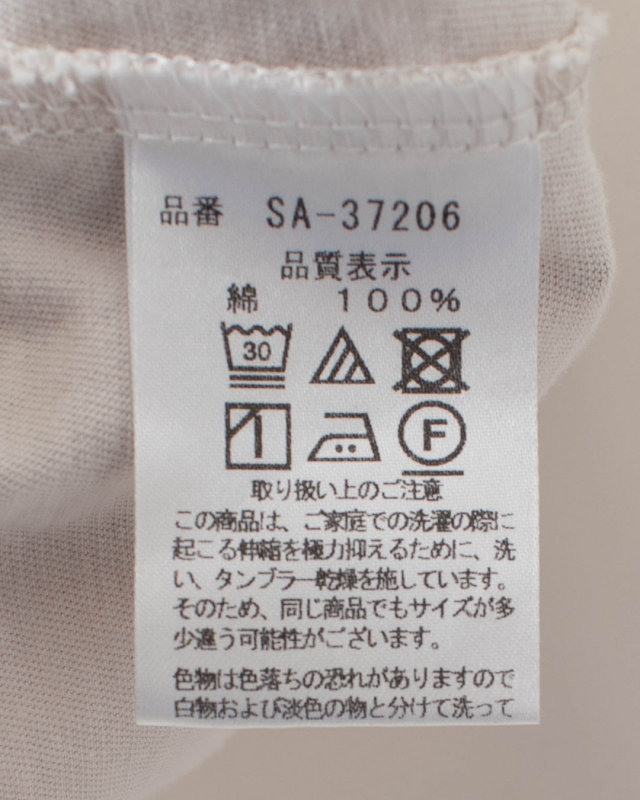 品番 SA-37206
品質表示
綿 100%
30
F
取り扱い上のご注意
この商品は、ご家庭での洗濯の際に
起こる伸縮を極力抑えるために、洗
い、タンブラー乾燥を施しています。
そのため、同じ商品でもサイズが多
少違う可能性がございます。
色物は色落ちの恐れがありますので
白物および淡色の物と分けて洗って